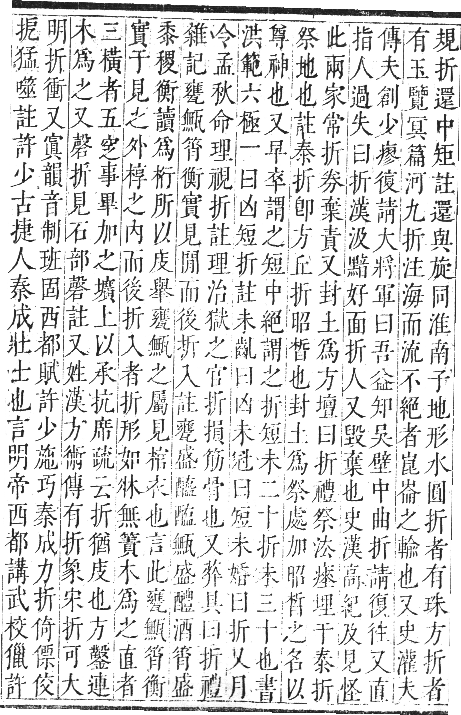 規折還中矩註還與旋同淮南子地形水圓折者有珠方折者
有玉覽冥篇河九折注海而流不絕者崑崙之輸也又史灌夫
傳夫創少瘳復請大將軍曰吾益知吳壁中曲折請復往又直
指人過失曰折漢汲黯好面折人又毀棄也史漢高紀及見怪
此兩家常折券棄責又封土爲方壇曰折禮祭法瘞埋于泰折
祭地也註泰折卽方丘折昭晳也封土爲祭處加昭晳之名以
尊神也又早卒謂之短中絕謂之折短未二十折未三十也書
洪範六極一曰凶短折註未齓曰凶未冠曰短未婚曰折又月
令孟秋命理視折註理治獄之官折損筋骨也又葬具曰折禮
雜記甕甒筲衡實見閒而後折入註甕盛醯醢甒盛醴酒筲盛
黍稷衡讀爲桁所以庋舉甕甒之屬見棺衣也言此甕甒筲衡
實于見之外椁之內而後折入者折形如牀無簀木爲之直者
三橫者五窆事畢加之壙上以承抗席疏云折猶庋也方鑿連
木爲之又磬折見石部磬註又姓漢方術傳有折象宋折可大
明折衝又寘韻音制班固西都賦許少施巧秦成力折倚僄狡
扼猛噬註許少古捷人秦成壯士也言明帝西都講武校獵許